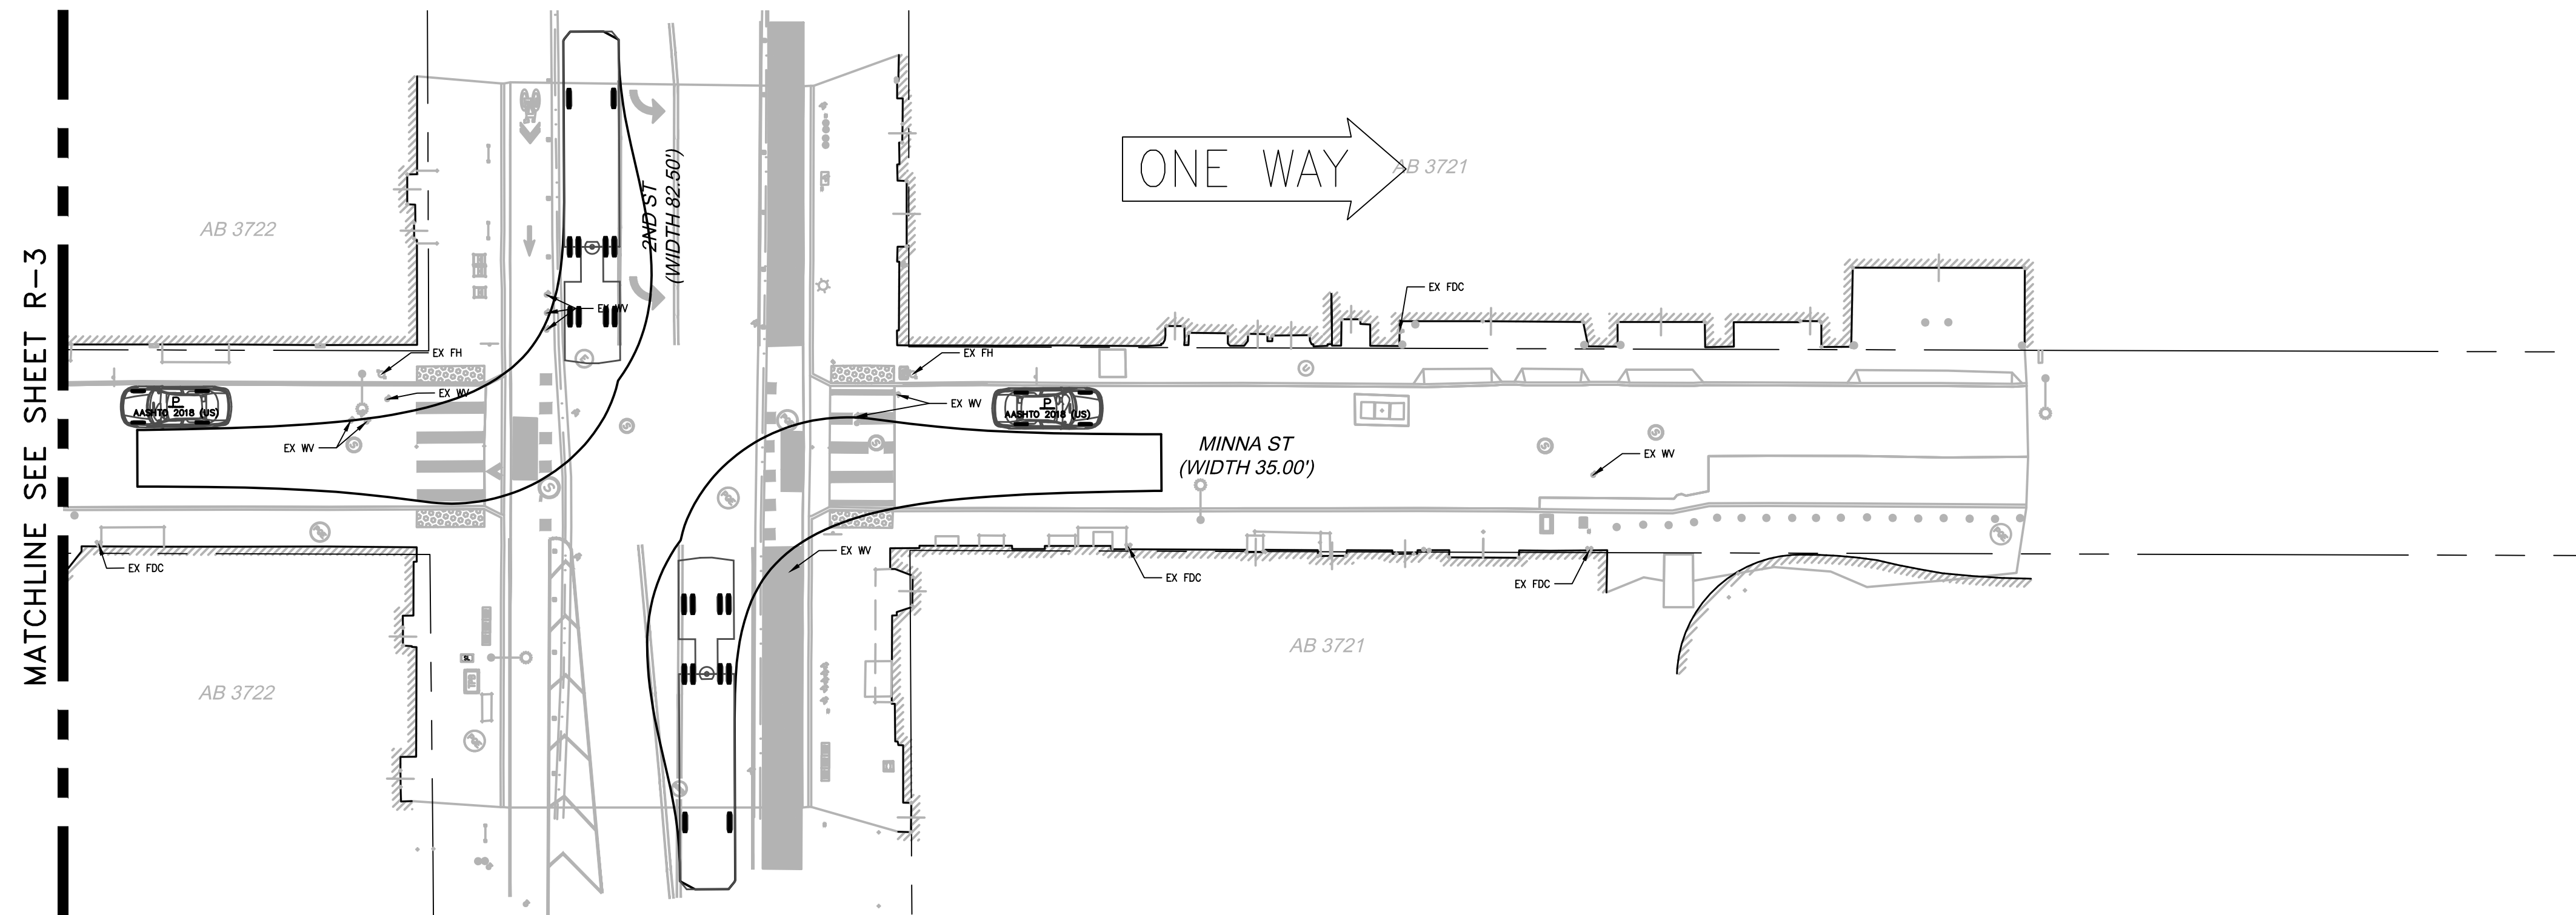 MATCHLINE SEE SHEET R-3
AB 3722
2ND ST
(WIDTH 82.50')
ONE WAY
AB 3721
EX WV
EX FDC
EX FH
EX FH
P
AASHTO 2018 (US)
EX WV
EX WV
P
AASHTO 2018 (US)
EX WV
MINNA ST
(WIDTH 35.00')
EX WV
EX WV
EX FDC
EX FDC
EX FDC
AB 3721
AB 3722
SL
S
S
S
S
S
S
U